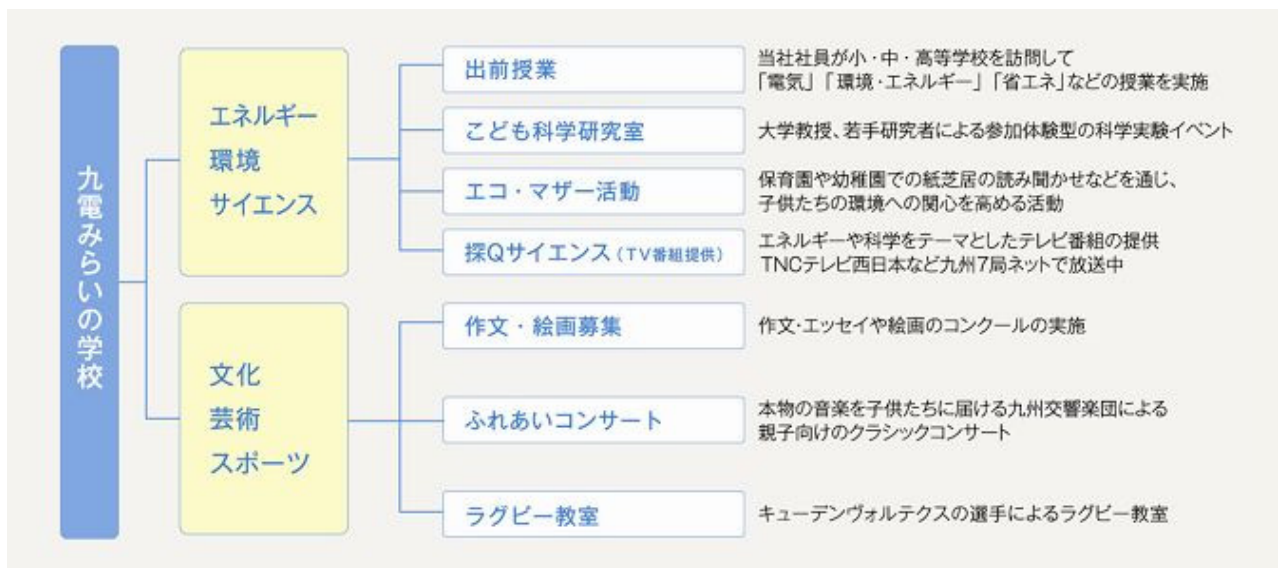 九電みらいの学校
エネルギー
環境
サイエンス
出前授業
当社社員が小・中・高等学校を訪問して
「電気」「環境・エネルギー」「省エネ」などの授業を実施
こども科学研究室
大学教授、若手研究者による参加体験型の科学実験イベント
エコ・マザー活動
保育園や幼稚園での紙芝居の読み聞かせなどを通じ、
子供たちの環境への関心を高める活動
探Qサイエンス（TV番組提供）
エネルギーや科学をテーマとしたテレビ番組の提供
TNCテレビ西日本など九州7局ネットで放送中
文化
芸術
スポーツ
作文・絵画募集
作文・エッセイや絵画のコンクールの実施
ふれあいコンサート
本物の音楽を子供たちに届ける九州交響楽団による
親子向けのクラシックコンサート
ラグビー教室
キューデンヴォルテクスの選手によるラグビー教室